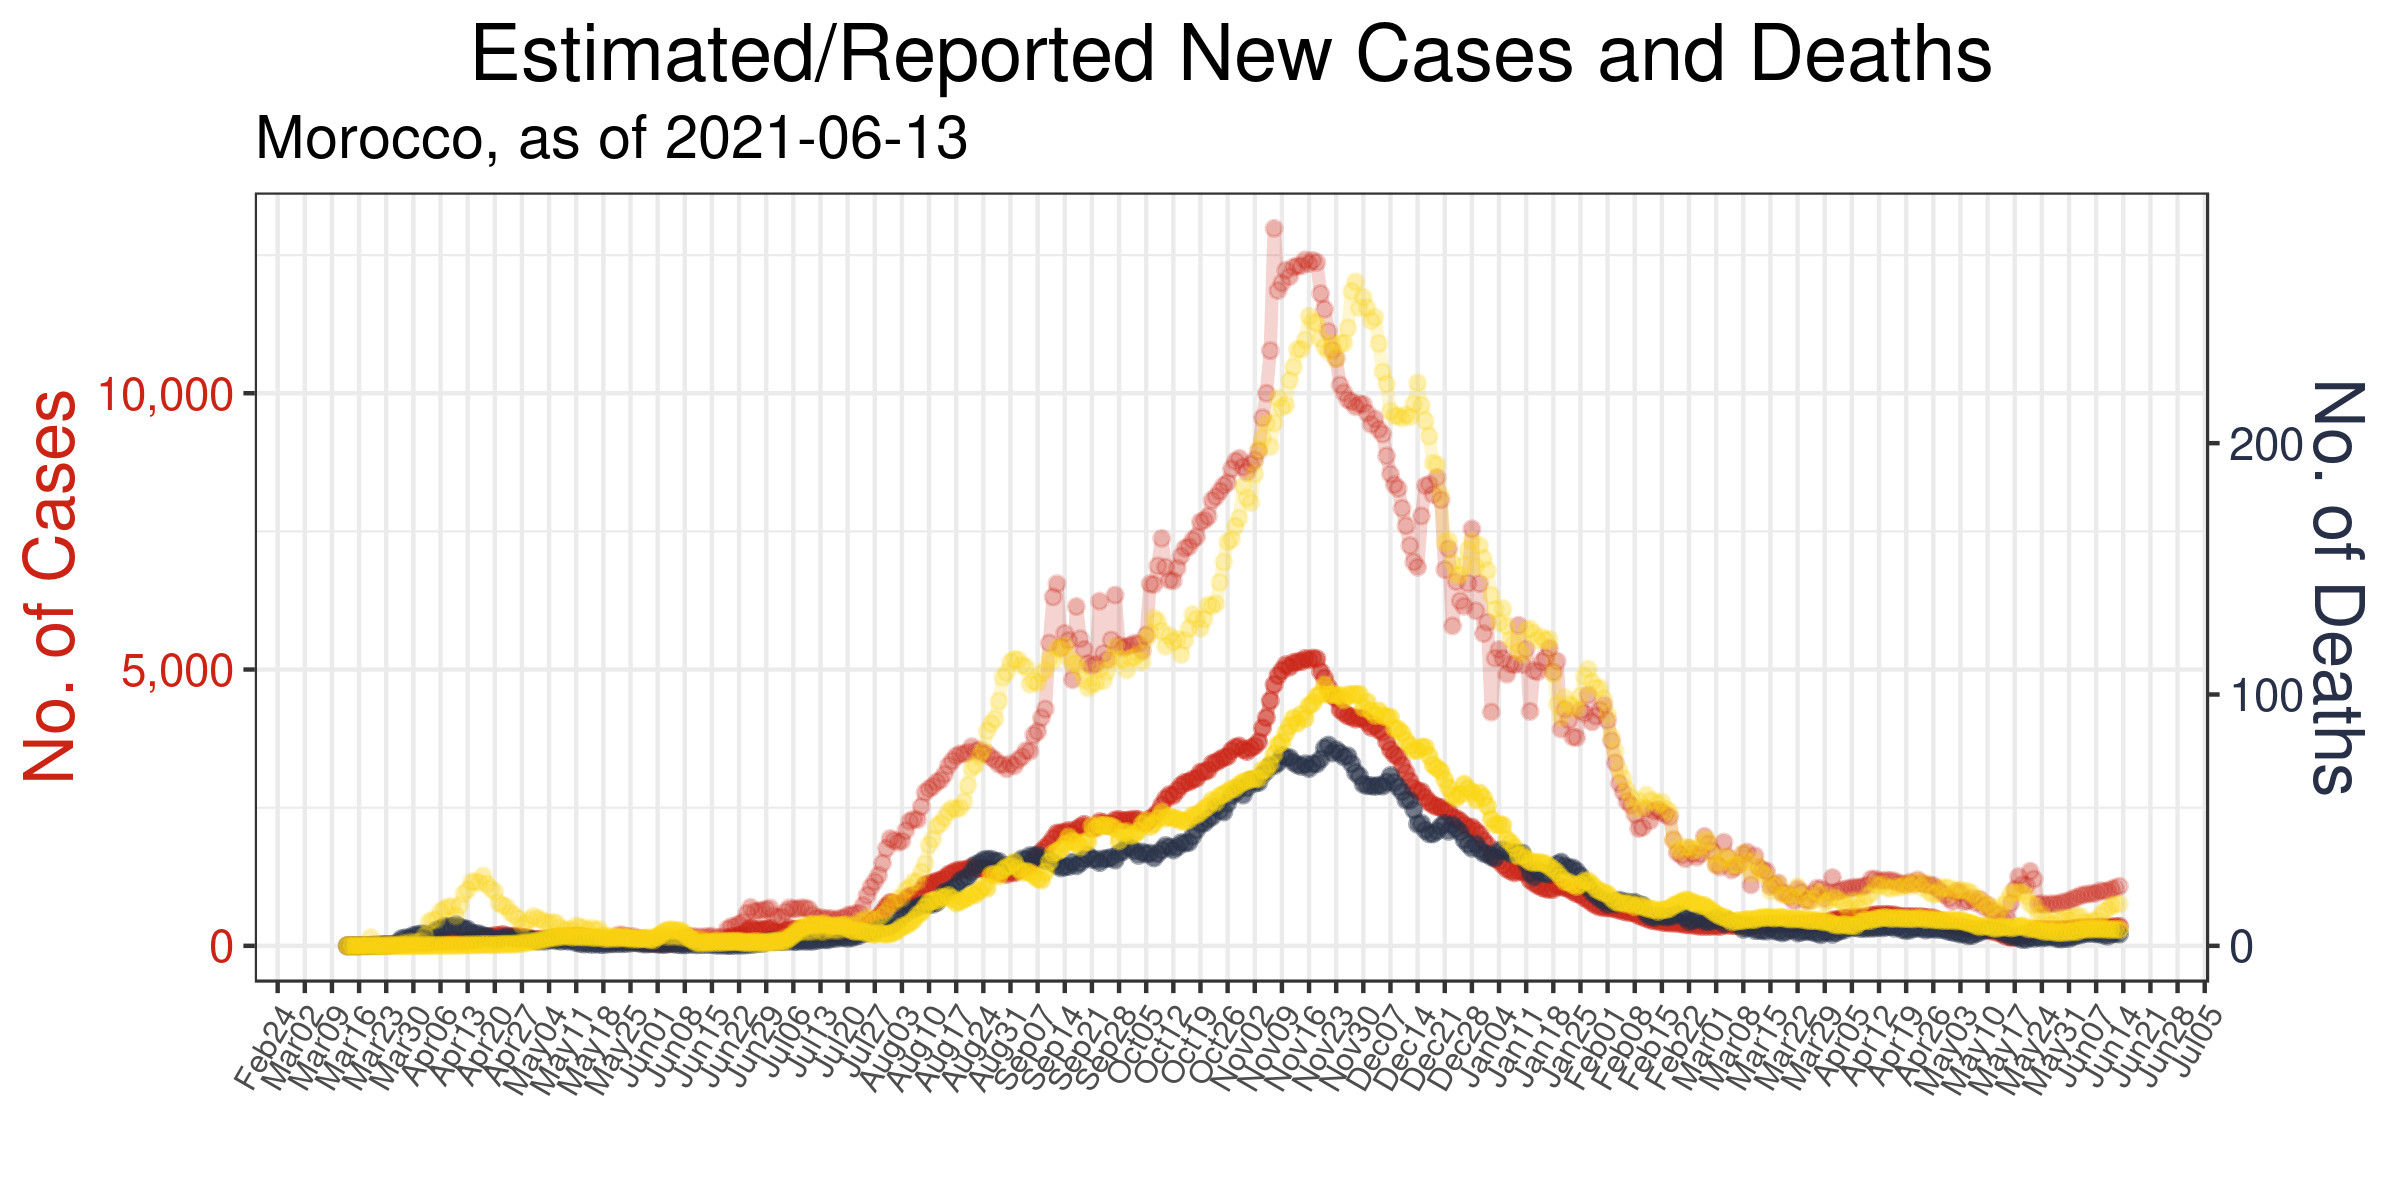 Estimated/Reported New Cases and Deaths
Morocco, as of 2021-06-13
No. of Cases
10,000
5,000
0
No. of Deaths
200
100
0
Feb24
Mar02
Mar09
Mar16
Mar23
Mar30
Apr06
Apr13
Apr20
Apr27
May04
May11
May18
May25
Jun01
Jun08
Jun15
Jun22
Jun29
Jul06
Jul13
Jul20
Jul27
Aug03
Aug10
Aug17
Aug24
Aug31
Sep07
Sep14
Sep21
Sep28
Oct05
Oct12
Oct19
Oct26
Nov02
Nov09
Nov16
Nov23
Nov30
Dec07
Dec14
Dec21
Dec28
Jan04
Jan11
Jan18
Jan25
Feb01
Feb08
Feb15
Feb22
Mar01
Mar08
Mar15
Mar22
Mar29
Apr05
Apr12
Apr19
Apr26
May03
May10
May17
May24
May31
Jun07
Jun14
Jun21
Jun28
Jul05